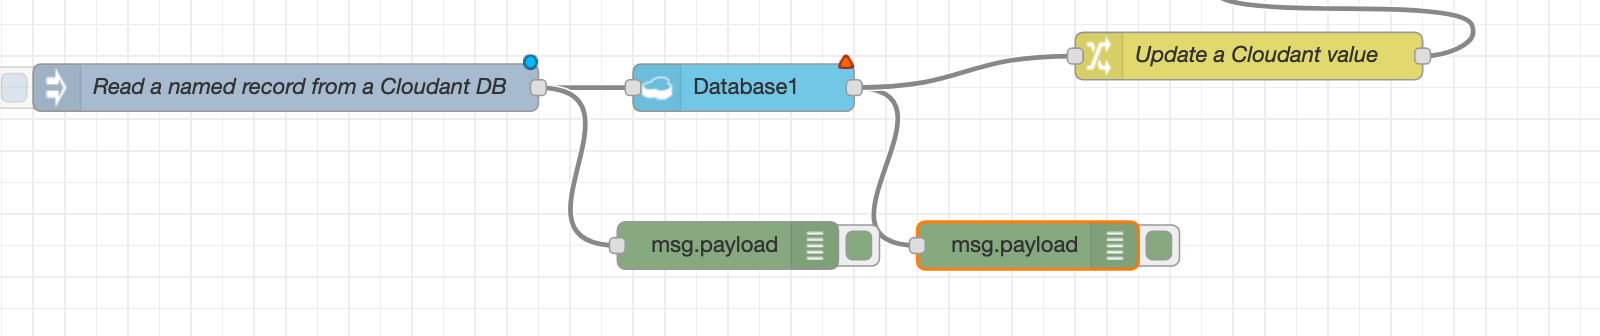 Read a named record from a Cloudant DB
Database1
Update a Cloudant value
msg.payload
msg.payload